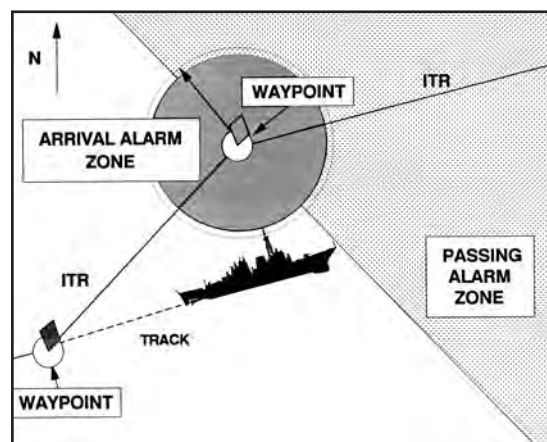 N
ITR
WAYPOINT
ARRIVAL ALARM
ZONE
PASSING
ALARM
ZONE
ITR
TRACK
WAYPOINT